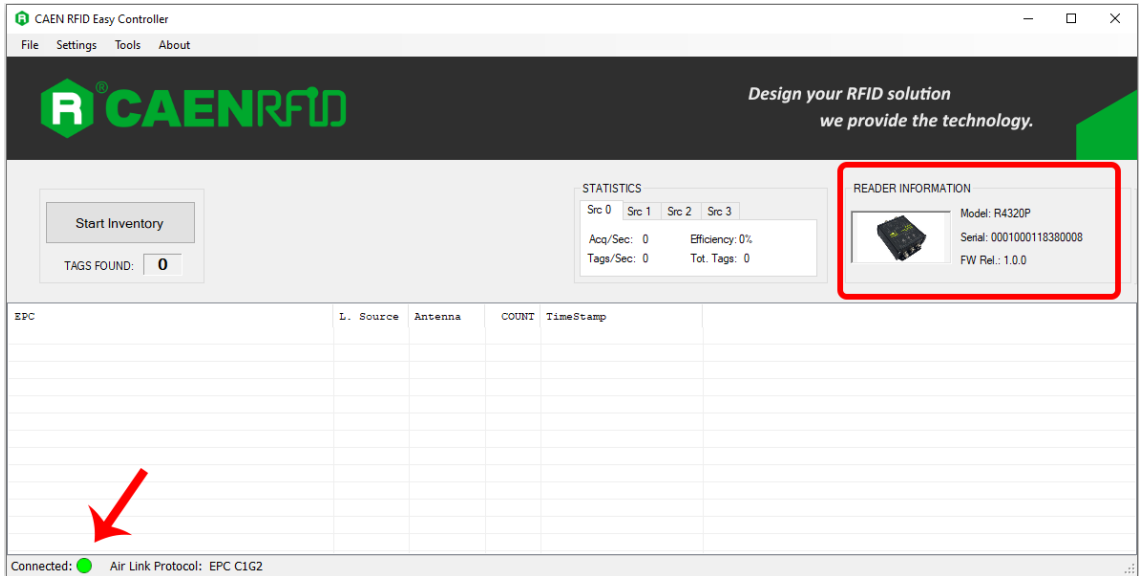 CAEN RFID Easy Controller
File Settings Tools About
R ® CAENRFID
Design your RFID solution
we provide the technology.
Start Inventory
TAGS FOUND: 0
STATISTICS
Src 0 Src 1 Src 2 Src 3
Acq/Sec: 0 Efficiency: 0%
Tags/Sec: 0 Tot. Tags: 0
READER INFORMATION
Model: R4320P
Serial: 0001000118380008
FW Rel.: 1.0.0
EPC L. Source Antenna COUNT TimeStamp
Connected: Air Link Protocol: EPC C1G2